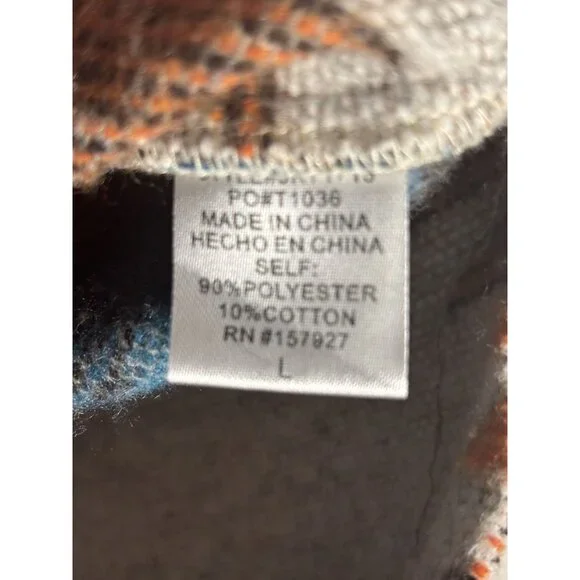 PO#T1036
MADE IN CHINA
HECHO EN CHINA
SELF:
90%POLYESTER
10%COTTON
RN #157927
L